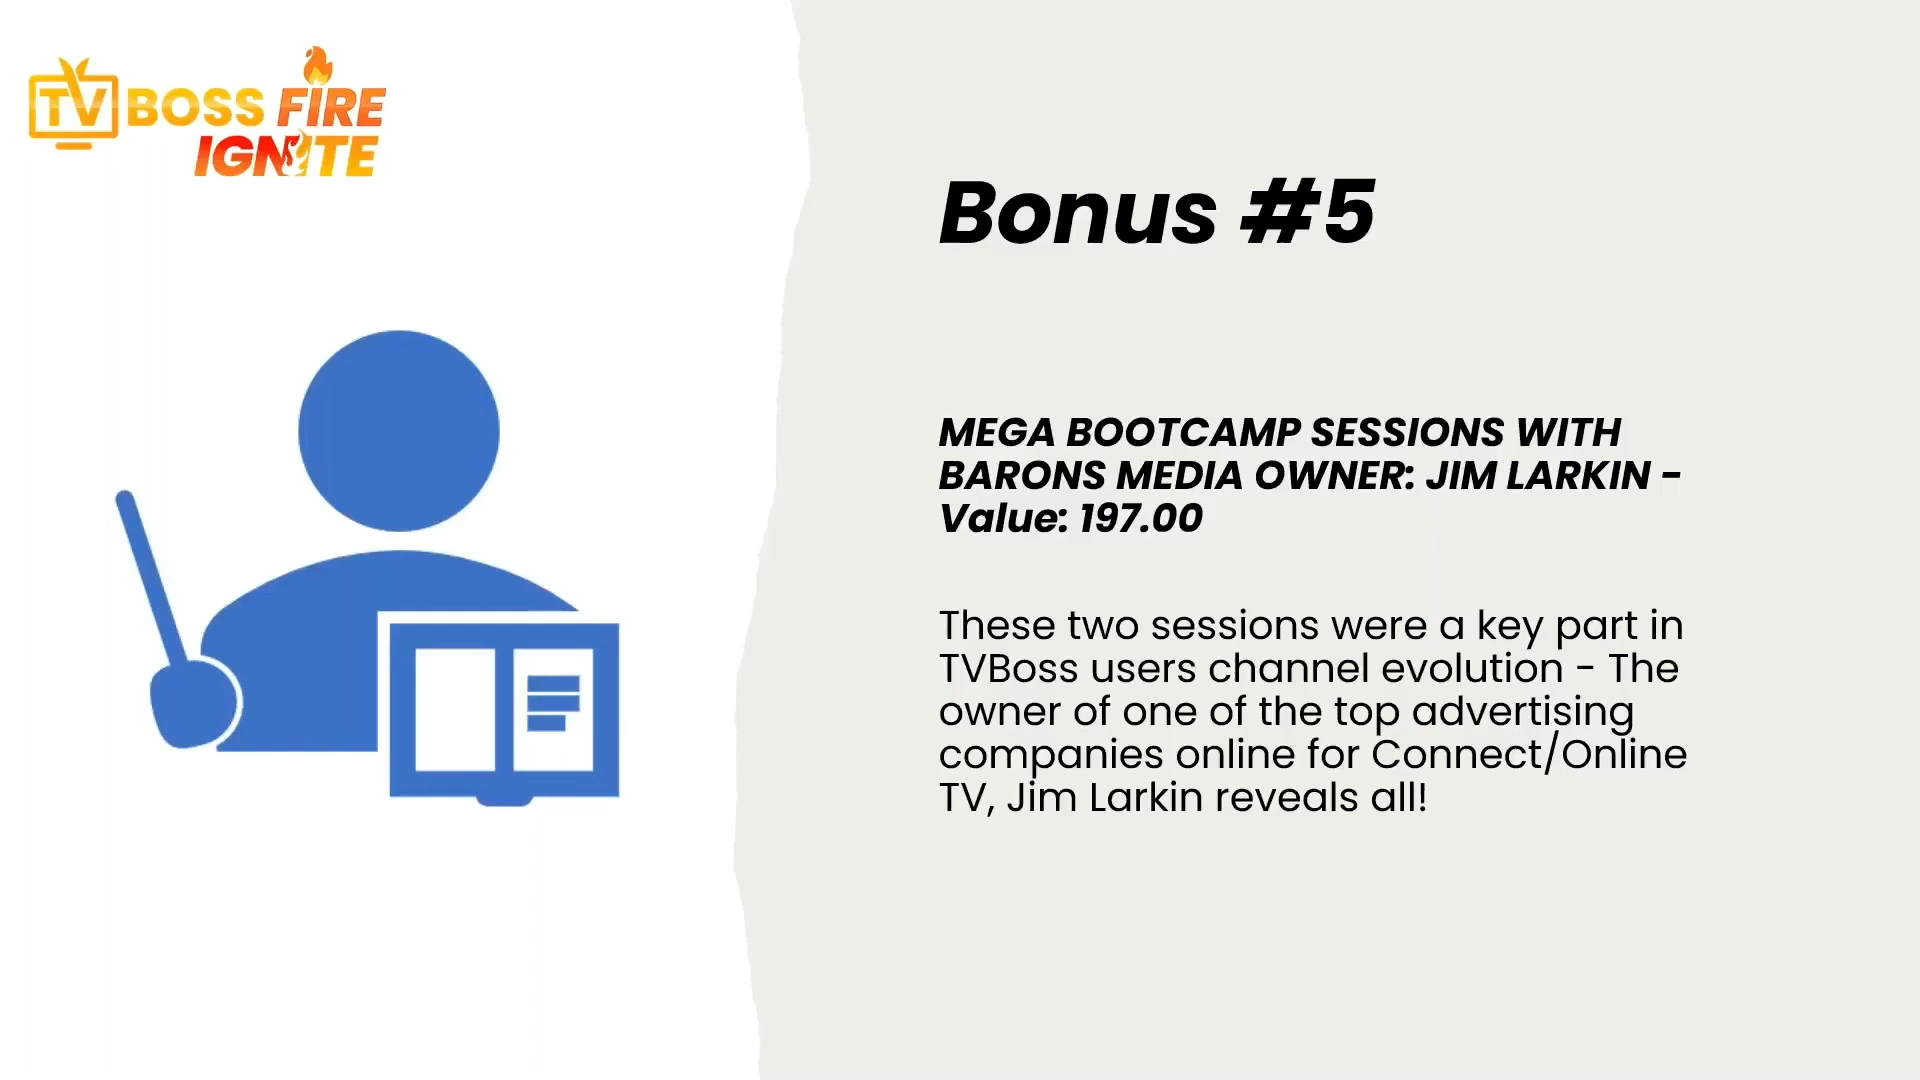 TV BOSS FIRE
IGNITE
Bonus #5
MEGA BOOTCAMP SESSIONS WITH
BARONS MEDIA OWNER: JIM LARKIN -
Value: 197.00
These two sessions were a key part in
TVBoss users channel evolution - The
owner of one of the top advertising
companies online for Connect/Online
TV, Jim Larkin reveals all!